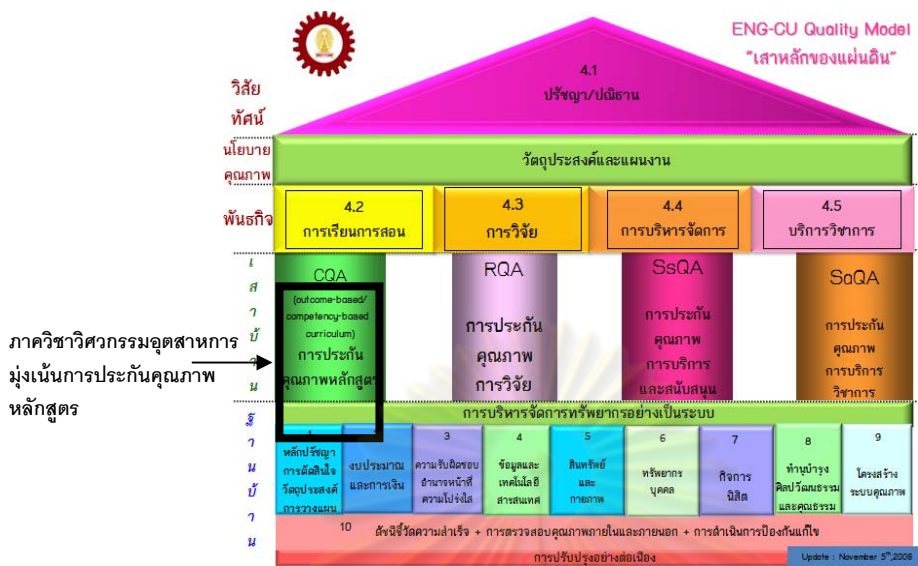 ENG-CU Quality Model
"เสาหลักของแผ่นดิน"
4.1
ปรัชญา/ปณิธาน
วิสัย
ทัศน์
นโยบาย
คุณภาพ
วัตถุประสงค์และแผนงาน
พันธกิจ
4.2
การเรียนการสอน
4.3
การวิจัย
4.4
การบริหารจัดการ
4.5
บริการวิชาการ
เ
ส
า
บ้
า
น
CQA
(outcome-based/
competency-based
curriculum)
การประกัน
คุณภาพหลักสูตร
RQA
การประกัน
คุณภาพ
การวิจัย
SsQA
การประกัน
คุณภาพ
การบริการ
และสนับสนุน
SaQA
การประกัน
คุณภาพ
การบริการ
วิชาการ
ภาควิชาวิศวกรรมอุตสาหการ
มุ่งเน้นการประกันคุณภาพ
หลักสูตร
ฐ
า
น
บ้
า
น
การบริหารจัดการทรัพยากรอย่างเป็นระบบ
หลักปรัชญา
การตัดสินใจ
วัตถุประสงค์
การวางแผน
งบประมาณ
และการเงิน
3
ความรับผิดชอบ
อำนาจหน้าที่
ความโปร่งใส
4
ข้อมูลและ
เทคโนโลยี
สารสนเทศ
5
สินทรัพย์
และ
กายภาพ
6
ทรัพยากร
บุคคล
7
กิจการ
นิสิต
8
ทำนุบำรุง
ศิลปวัฒนธรรม
และคุณธรรม
9
โครงสร้าง
ระบบคุณภาพ
10 ดัชนีชี้วัดความสำเร็จ + การตรวจสอบคุณภาพภายในและภายนอก + การดำเนินการป้องกันแก้ไข
การปรับปรุงอย่างต่อเนื่อง
Update : November 5th,2008